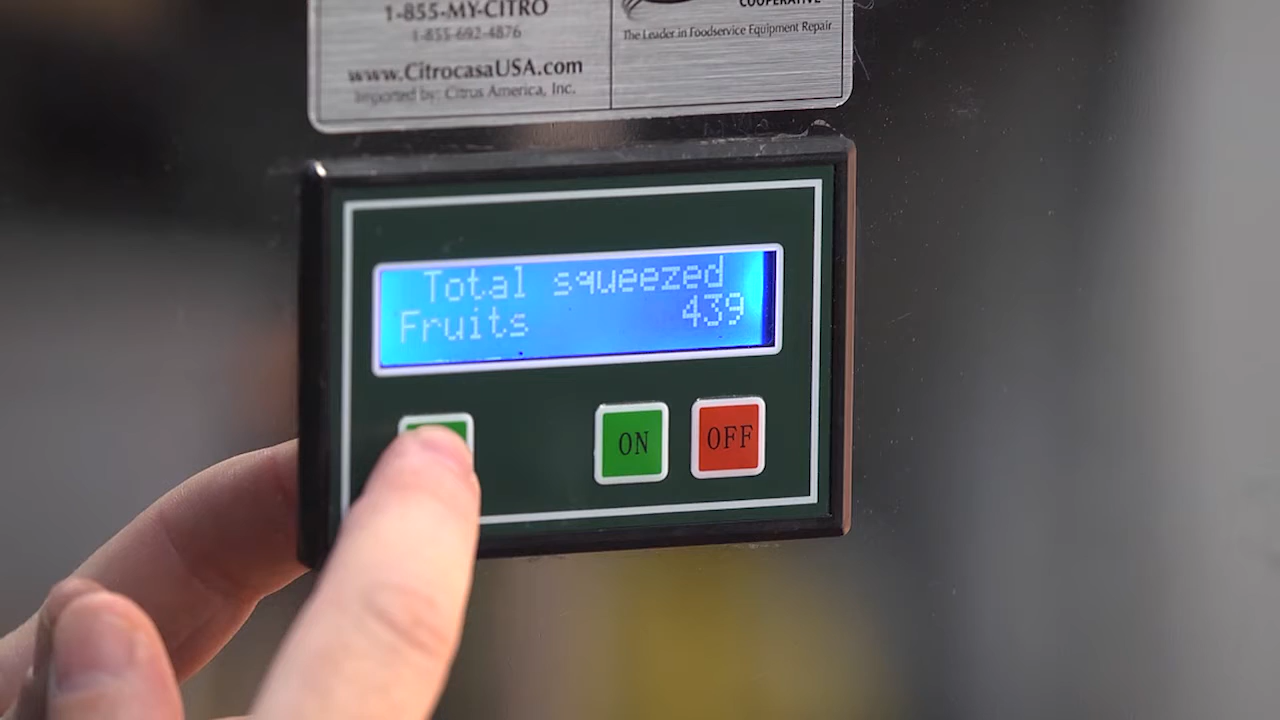 1-855-MY-CITRO
1-855-692-4876
www.CitrocasaUSA.com
Imported by: Citrus America, Inc.
COOPERATIVE
The Leader in Foodservice Equipment Repair
Total squeezed
Fruits 439
ON
OFF